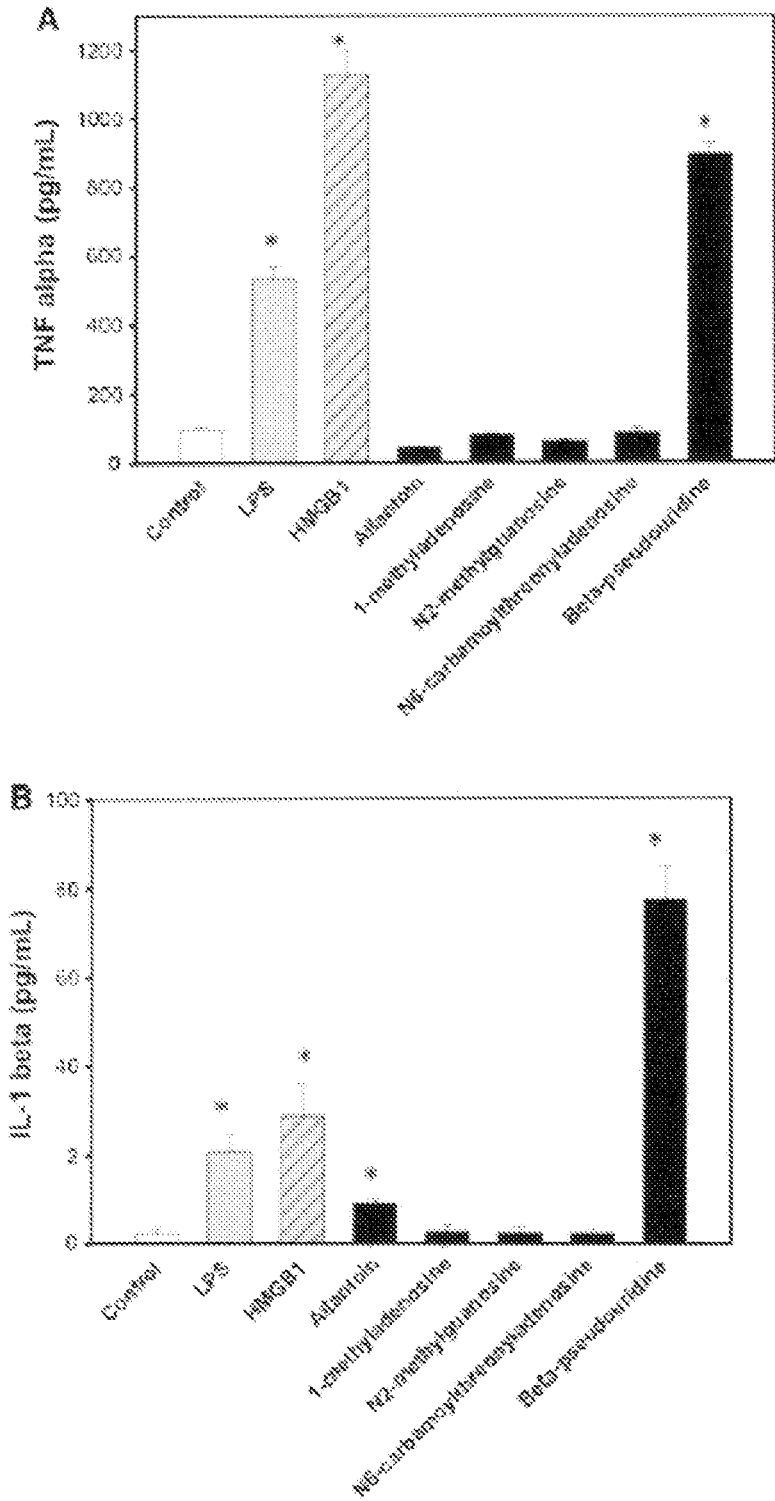 A
TNF alpha (pg/mL)
1200
1000
800
600
400
200
0
*
*
*
Control
LPS
HMGB1
Allantoin
1-methyladenosine
N2-methylguanosine
N6-carbamoylthreonyladenosine
Beta-pseudouridine
B
IL-1 beta (pg/mL)
100
80
60
40
2
0
*
*
*
*
Control
LPS
HMGB1
Allantoin
1-methyladenosine
N2-methylguanosine
N6-carbamoylthreonyladenosine
Beta-pseudouridine